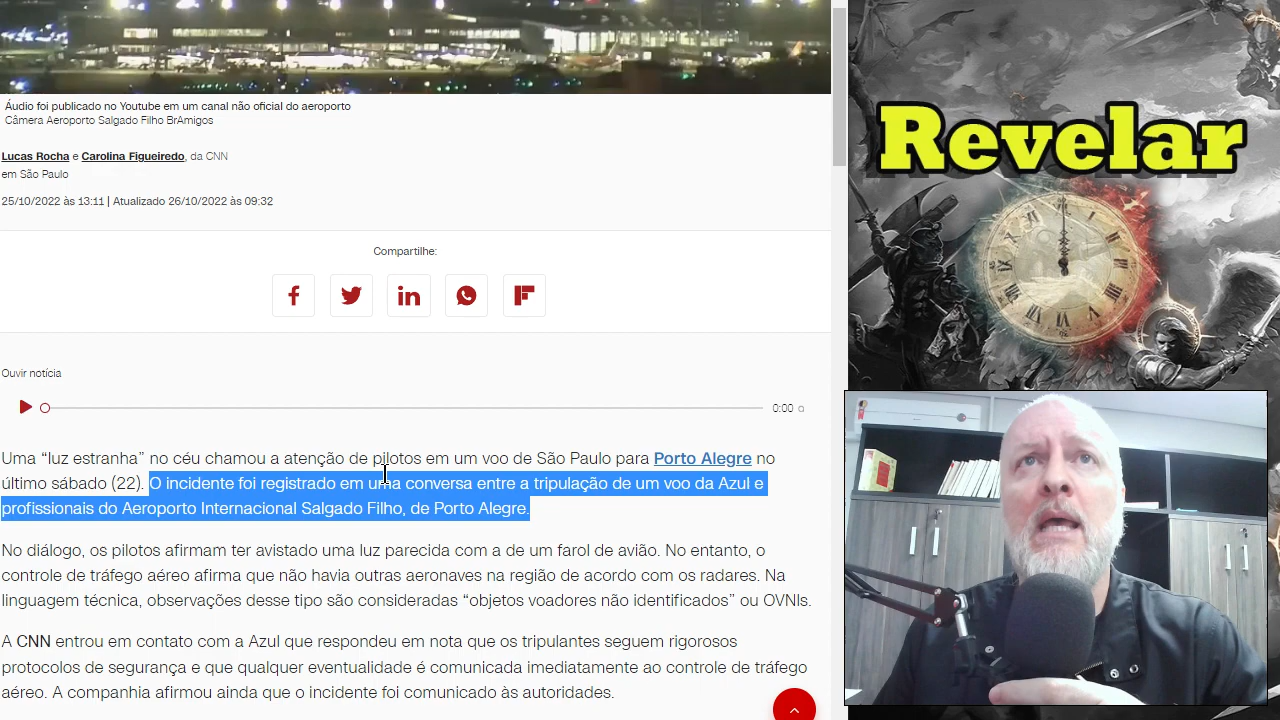 Áudio foi publicado no Youtube em um canal não oficial do aeroporto
Câmera Aeroporto Salgado Filho BrAmigos
Lucas Rocha e Carolina Figueiredo, da CNN
em São Paulo
25/10/2022 às 13:11 | Atualizado 26/10/2022 às 09:32
Compartilhe:
Ouvir notícia
0:00
Uma “luz estranha” no céu chamou a atenção de pilotos em um voo de São Paulo para Porto Alegre no
último sábado (22). O incidente foi registrado em uma conversa entre a tripulação de um voo da Azul e
profissionais do Aeroporto Internacional Salgado Filho, de Porto Alegre.
No diálogo, os pilotos afirmam ter avistado uma luz parecida com a de um farol de avião. No entanto, o
controle de tráfego aéreo afirma que não havia outras aeronaves na região de acordo com os radares. Na
linguagem técnica, observações desse tipo são consideradas “objetos voadores não identificados” ou OVNIs.
A CNN entrou em contato com a Azul que respondeu em nota que os tripulantes seguem rigorosos
protocolos de segurança e que qualquer eventualidade é comunicada imediatamente ao controle de tráfego
aéreo. A companhia afirmou ainda que o incidente foi comunicado às autoridades.
Revelar